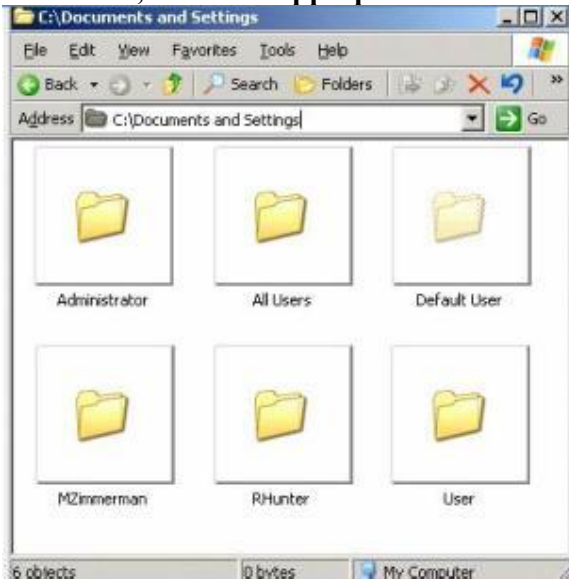 C:\Documents and Settings
File Edit View Favorites Tools Help
Back Search Folders »
Address C:\Documents and Settings Go
Administrator All Users Default User
MZimmerman RHunter User
6 objects 0 bytes My Computer